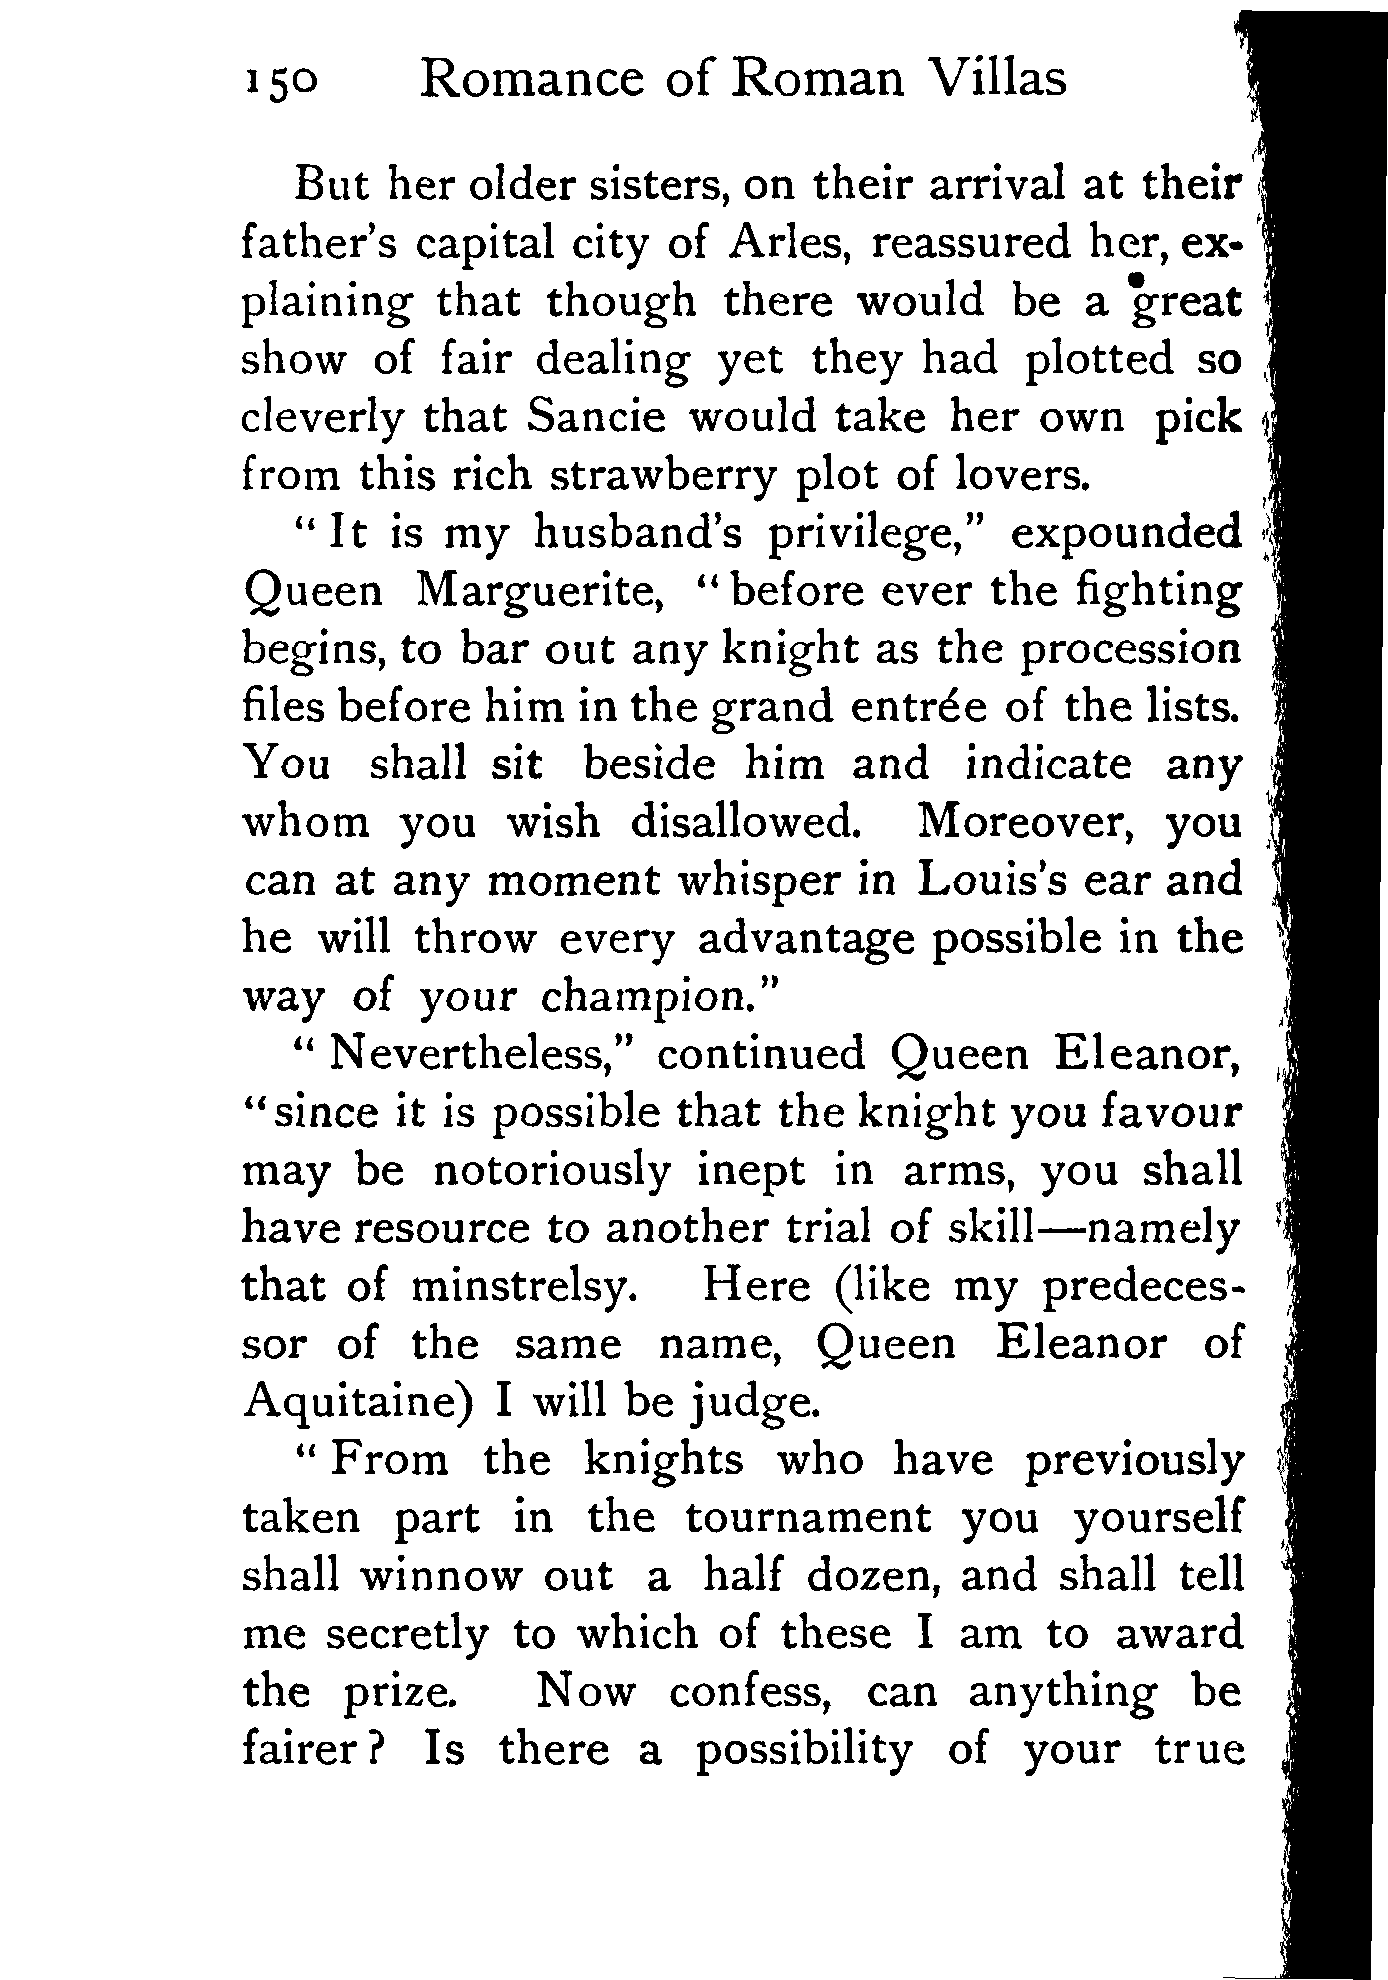 150 Romance of Roman Villas
But her older sisters, on their arrival at their
father's capital city of Arles, reassured her, ex-
plaining that though there would be a great
show of fair dealing yet they had plotted so
cleverly that Sancie would take her own pick
from this rich strawberry plot of lovers.
"It is my husband's privilege," expounded
Queen Marguerite, "before ever the fighting
begins, to bar out any knight as the procession
files before him in the grand entrée of the lists.
You shall sit beside him and indicate any
whom you wish disallowed. Moreover, you
can at any moment whisper in Louis's ear and
he will throw every advantage possible in the
way of your champion."
"Nevertheless," continued Queen Eleanor,
"since it is possible that the knight you favour
may be notoriously inept in arms, you shall
have resource to another trial of skill—namely
that of minstrelsy. Here (like my predeces-
sor of the same name, Queen Eleanor of
Aquitaine) I will be judge.
"From the knights who have previously
taken part in the tournament you yourself
shall winnow out a half dozen, and shall tell
me secretly to which of these I am to award
the prize. Now confess, can anything be
fairer? Is there a possibility of your true